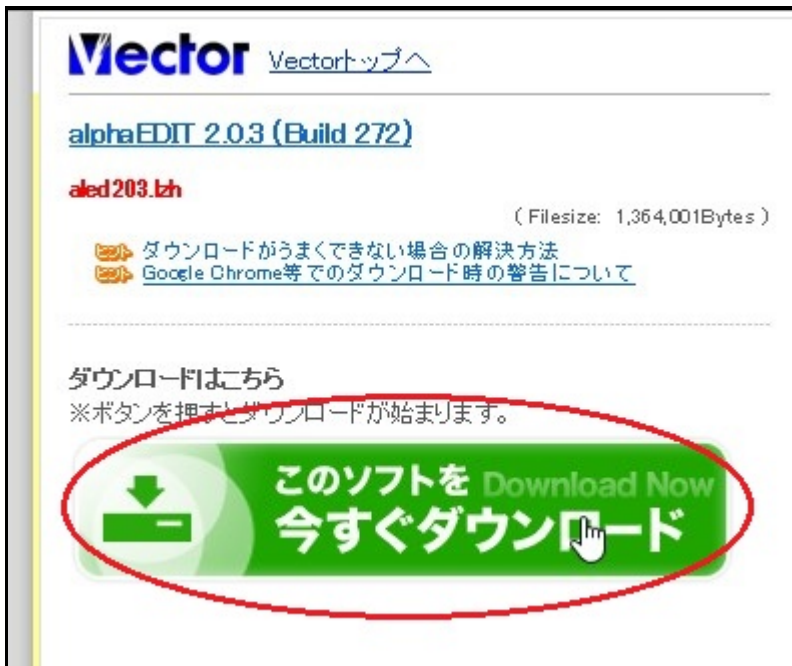 Vector Vectorトップへ
alphaEDIT 2.0.3 (Build 272)
aled203.lzh
(Filesize: 1,364,001Bytes)
ダウンロードがうまくできない場合の解決方法
Google Chrome等でのダウンロード時の警告について
ダウンロードはこちら
※ボタンを押すとダウンロードが始まります。
このソフトを Download Now
今すぐダウンロード